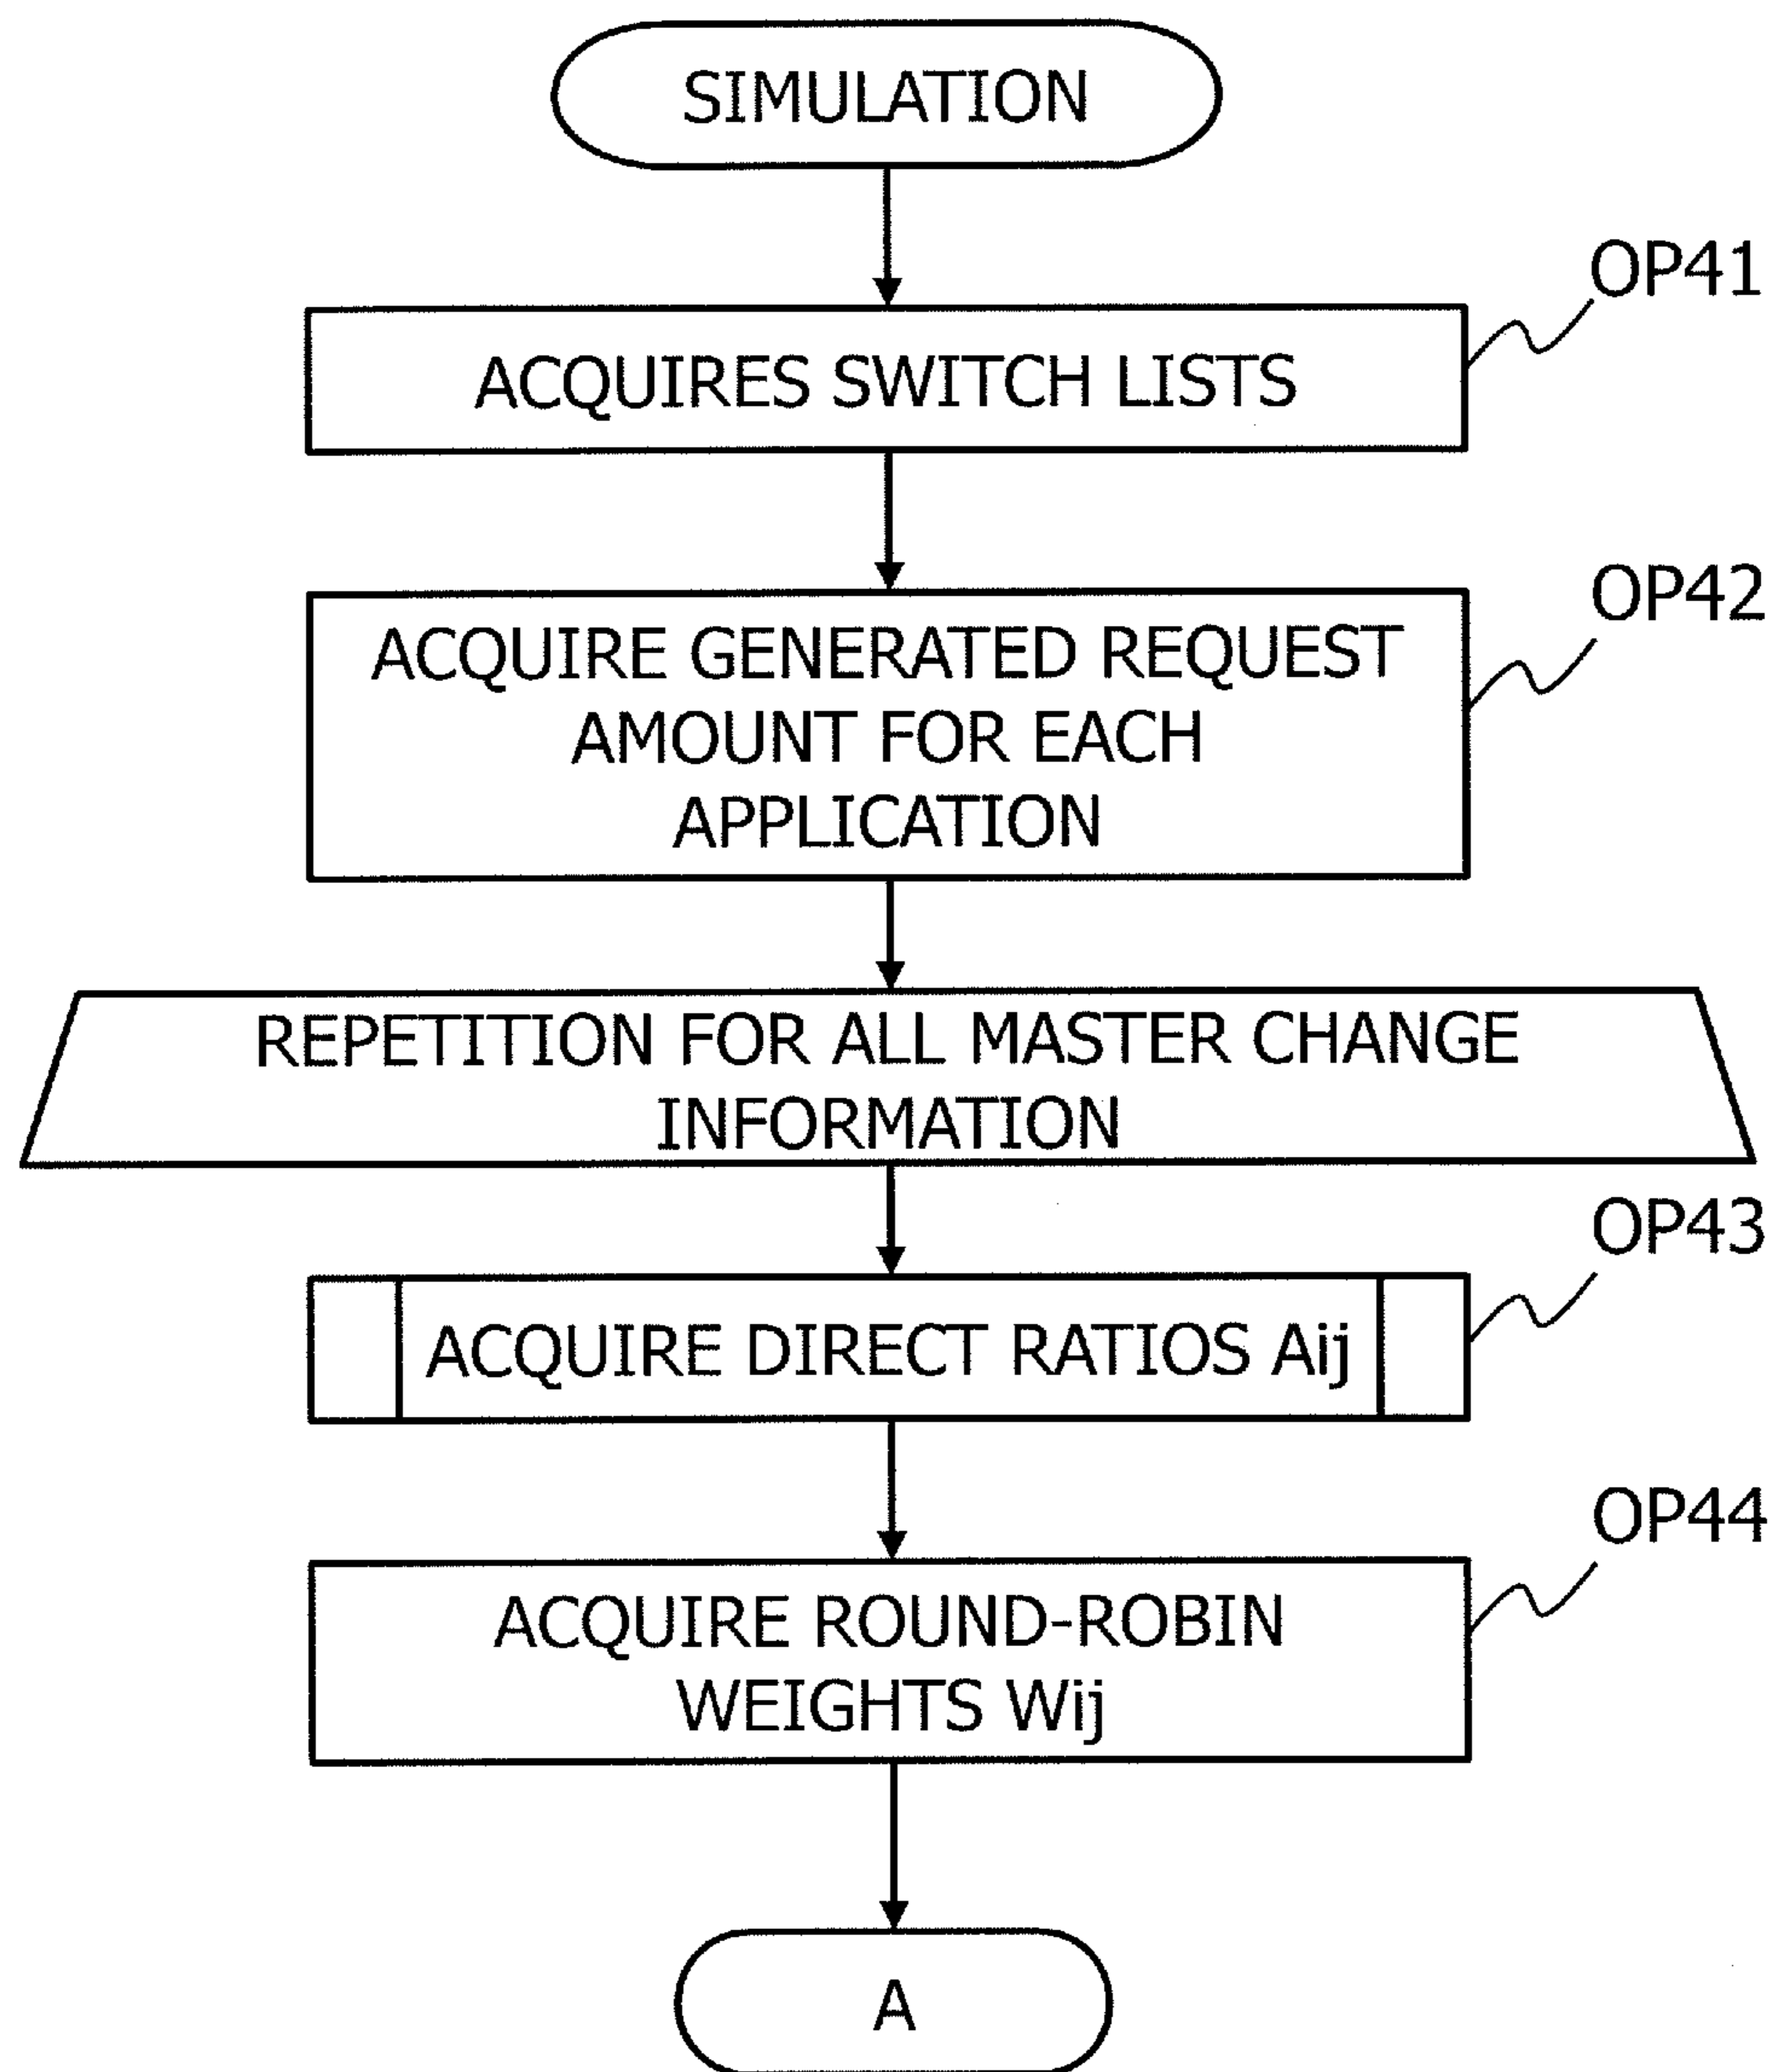 SIMULATION
OP41
ACQUIRES SWITCH LISTS
OP42
ACQUIRE GENERATED REQUEST
AMOUNT FOR EACH
APPLICATION
REPETITION FOR ALL MASTER CHANGE
INFORMATION
OP43
ACQUIRE DIRECT RATIOS Aij
OP44
ACQUIRE ROUND-ROBIN
WEIGHTS Wij
A